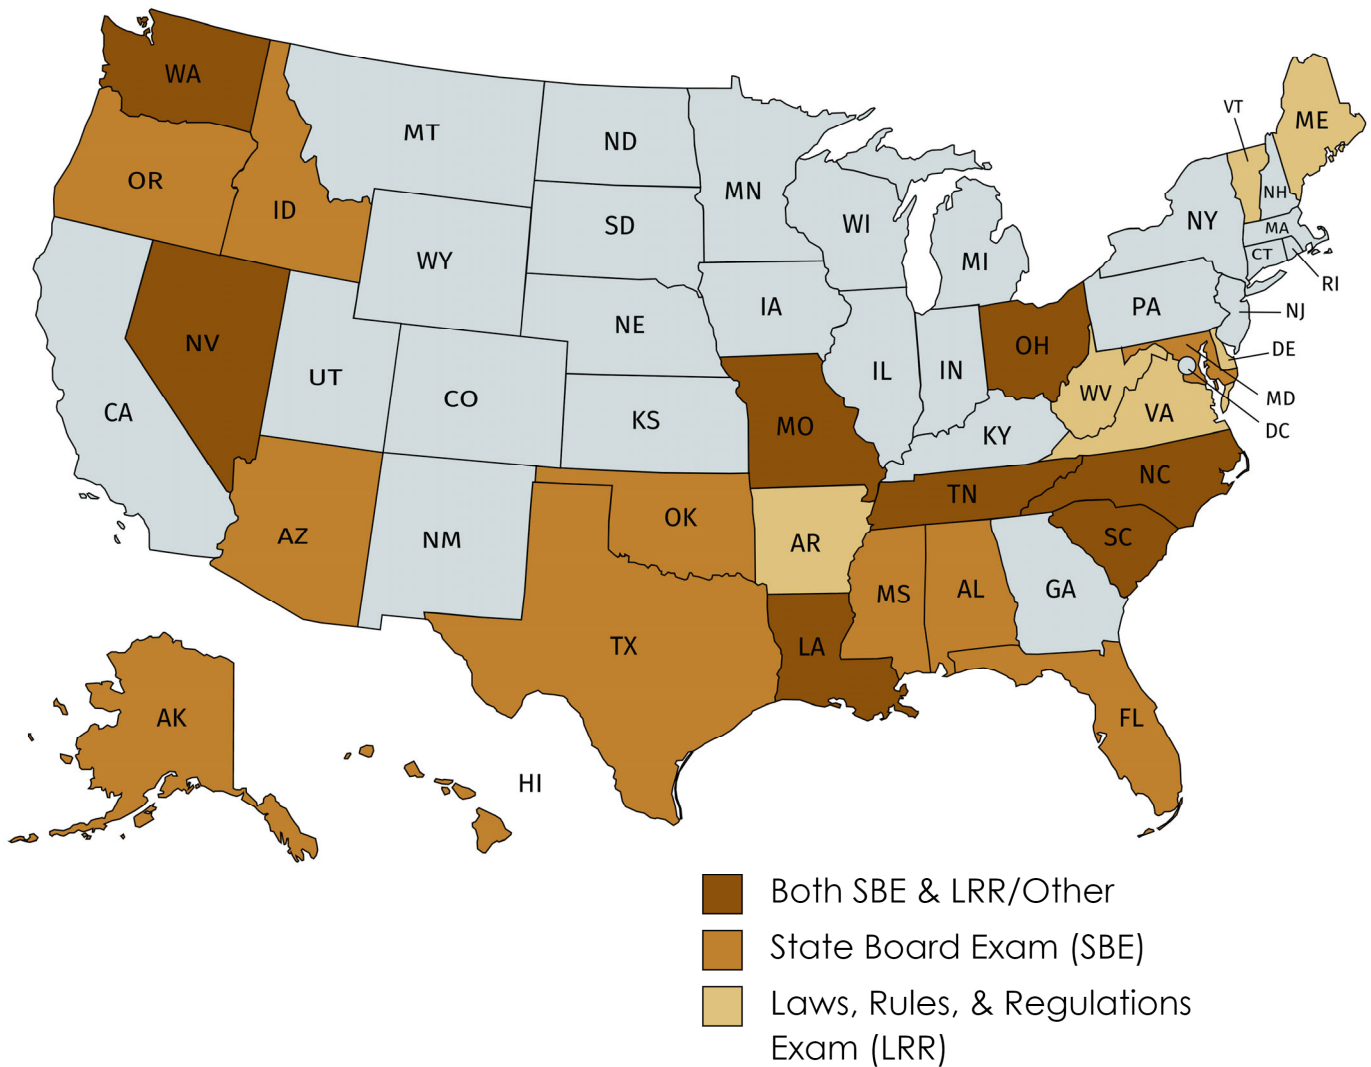 WA
MT
ND
MN
OR
ID
SD
WI
MI
NY
VT
ME
NH
MA
CT
RI
WY
NE
IA
PA
NJ
NV
UT
CO
KS
IL
IN
OH
DE
MD
DC
WV
VA
KY
CA
MO
NC
TN
SC
AZ
NM
OK
AR
MS
AL
GA
TX
LA
FL
AK
HI
Both SBE & LRR/Other
State Board Exam (SBE)
Laws, Rules, & Regulations
Exam (LRR)